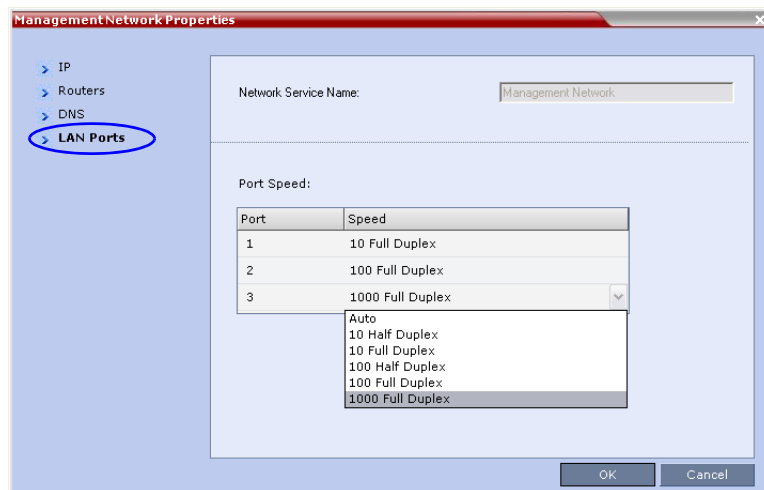 Management Network Properties
IP
Routers
DNS
LAN Ports
Network Service Name: Management Network
Port Speed:
Port Speed
1 10 Full Duplex
2 100 Full Duplex
3 1000 Full Duplex
Auto
10 Half Duplex
10 Full Duplex
100 Half Duplex
100 Full Duplex
1000 Full Duplex
OK Cancel